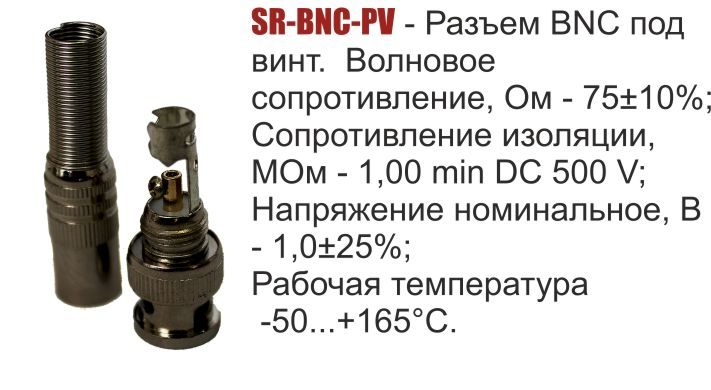 SR-BNC-PV - Разъем BNC под
винт.  Волновое
сопротивление, Ом - 75±10%;
Сопротивление изоляции,
МОм - 1,00 min DC 500 V;
Напряжение номинальное, В
- 1,0±25%;
Рабочая температура
-50...+165°С.